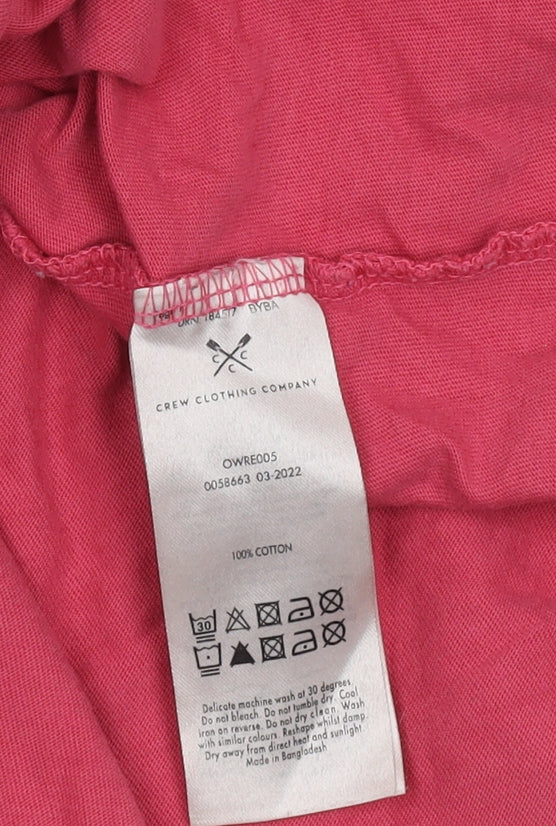 BYBA
C C
C
CREW CLOTHING COMPANY
OWRE005
0058663 03-2022
100% COTTON
30
Delicate machine wash at 30 degrees.
Do not bleach. Do not tumble dry. Cool
iron on reverse. Do not dry clean. Wash
with similar colours. Reshape whilst damp.
Dry away from direct heat and sunlight.
Made in Bangladesh